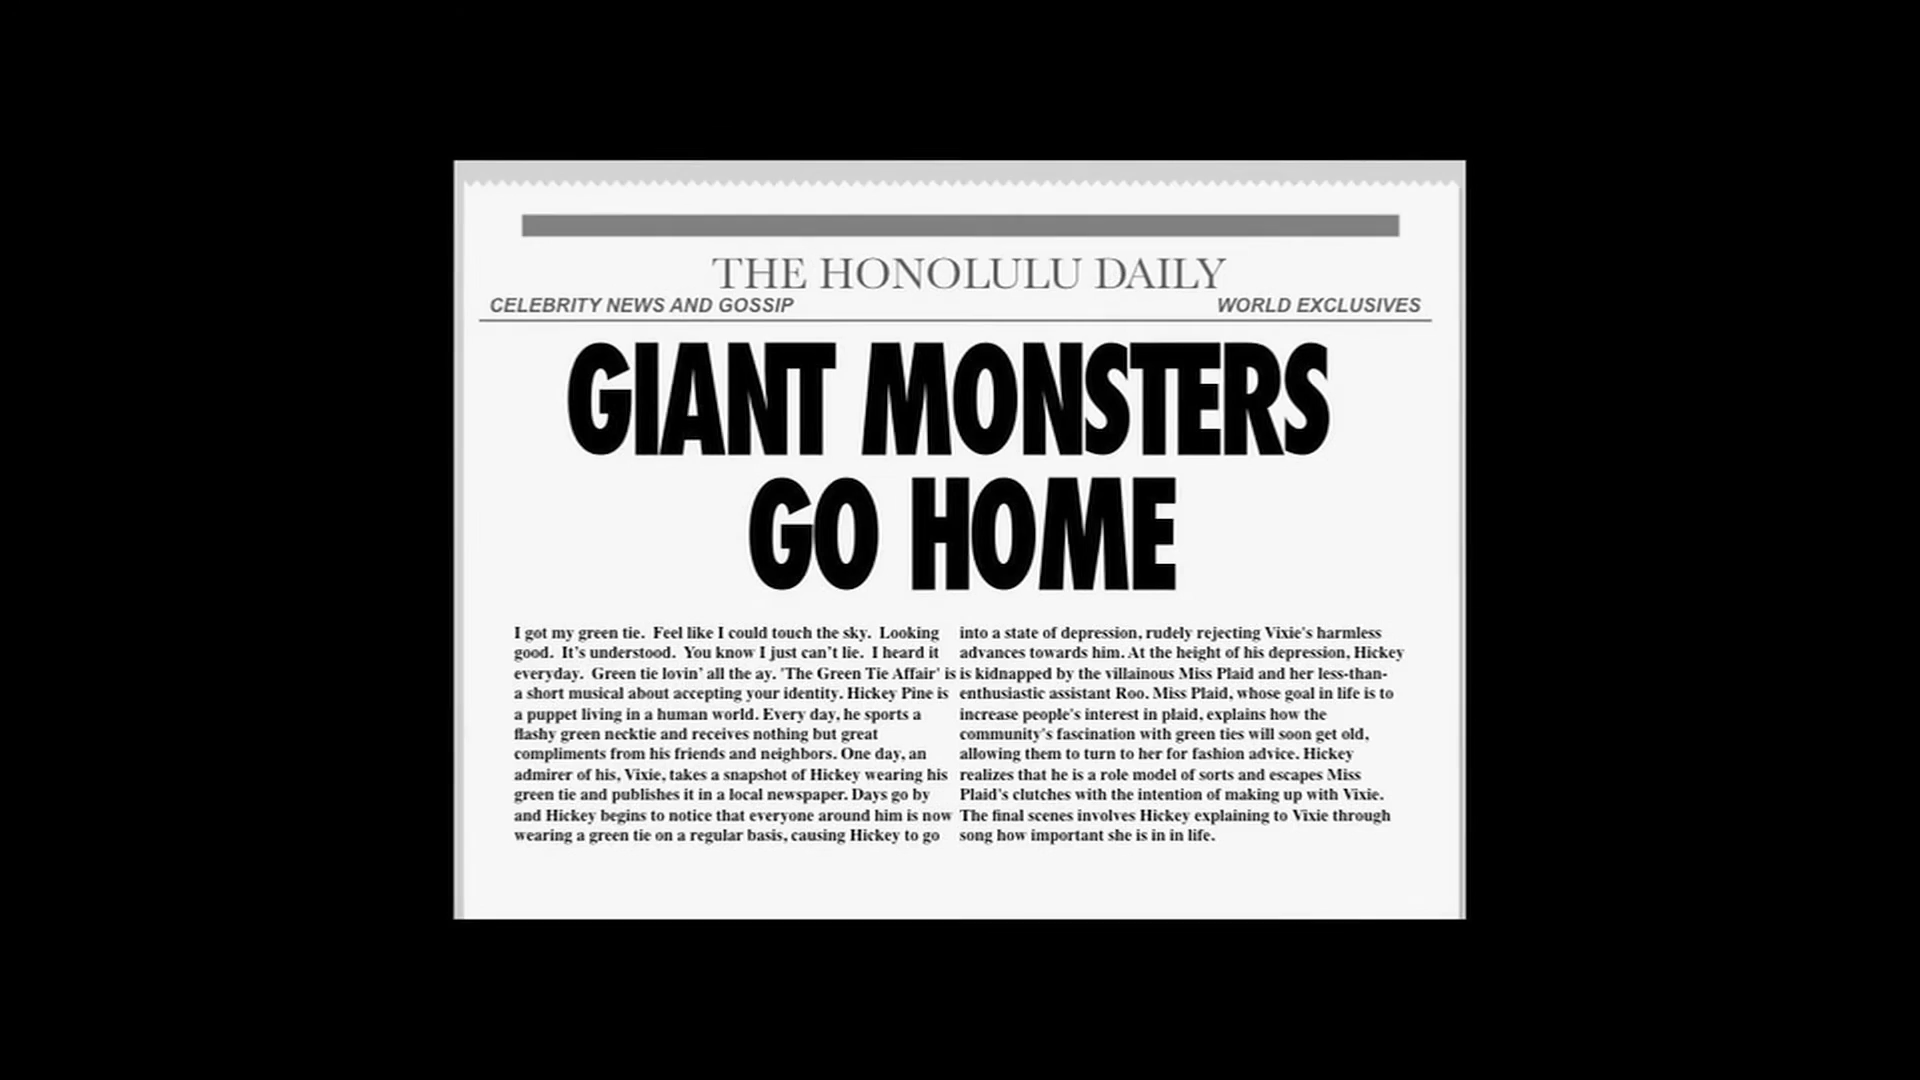 THE HONOLULU DAILY
CELEBRITY NEWS AND GOSSIP
WORLD EXCLUSIVES
GIANT MONSTERS
GO HOME
I got my green tie.  Feel like I could touch the sky.  Looking
good.  It's understood.  You know I just can't lie.  I heard it
everyday.  Green tie lovin' all the ay. 'The Green Tie Affair' is
a short musical about accepting your identity. Hickey Pine is
a puppet living in a human world. Every day, he sports a
flashy green necktie and receives nothing but great
compliments from his friends and neighbors. One day, an
admirer of his, Vixie, takes a snapshot of Hickey wearing his
green tie and publishes it in a local newspaper. Days go by
and Hickey begins to notice that everyone around him is now
wearing a green tie on a regular basis, causing Hickey to go
into a state of depression, rudely rejecting Vixie's harmless
advances towards him. At the height of his depression, Hickey
is kidnapped by the villainous Miss Plaid and her less-than-
enthusiastic assistant Roo. Miss Plaid, whose goal in life is to
increase people's interest in plaid, explains how the
community's fascination with green ties will soon get old,
allowing them to turn to her for fashion advice. Hickey
realizes that he is a role model of sorts and escapes Miss
Plaid's clutches with the intention of making up with Vixie.
The final scenes involves Hickey explaining to Vixie through
song how important she is in in life.